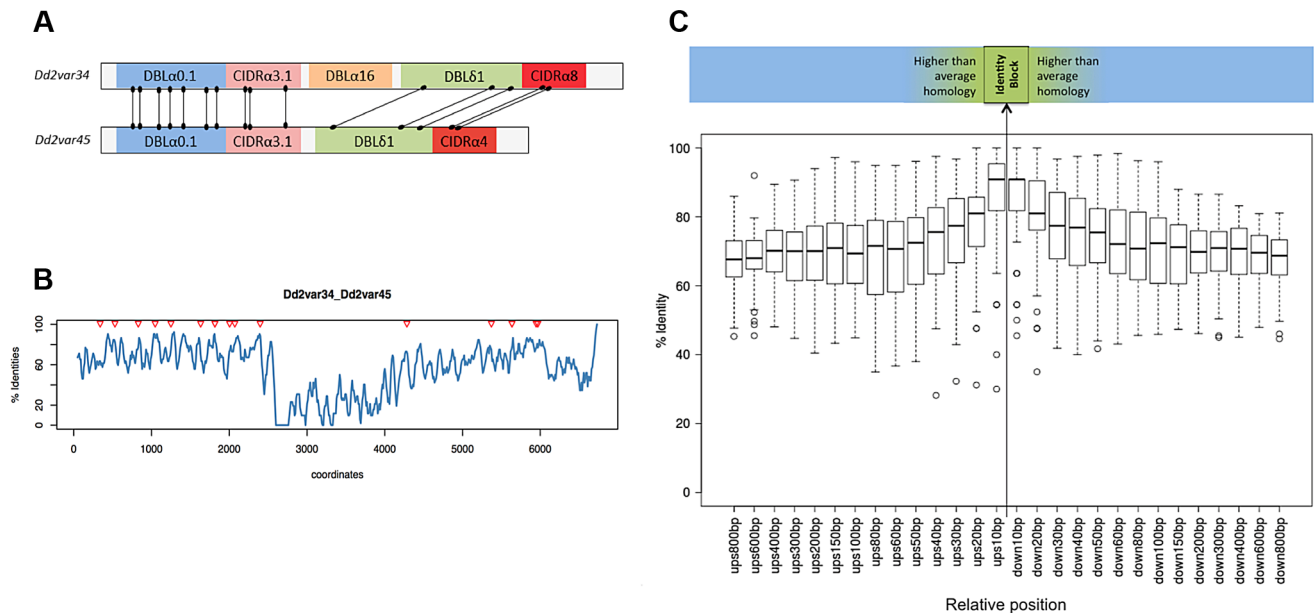 A
Dd2var34
DBLα0.1
CIDRα3.1
DBLα16
DBLδ1
CIDRα8
Dd2var45
DBLα0.1
CIDRα3.1
DBLδ1
CIDRα4
B
Dd2var34_Dd2var45
% Identities
100
60
20
0
0
1000
2000
3000
4000
5000
6000
coordinates
C
Higher than
average
homology
Identity
Block
Higher than
average
homology
% Identity
100
80
60
40
20
0
ups800bp
ups600bp
ups400bp
ups300bp
ups200bp
ups150bp
ups100bp
ups80bp
ups60bp
ups50bp
ups40bp
ups30bp
ups20bp
ups10bp
down10bp
down20bp
down30bp
down40bp
down50bp
down60bp
down80bp
down100bp
down150bp
down200bp
down300bp
down400bp
down600bp
down800bp
Relative position